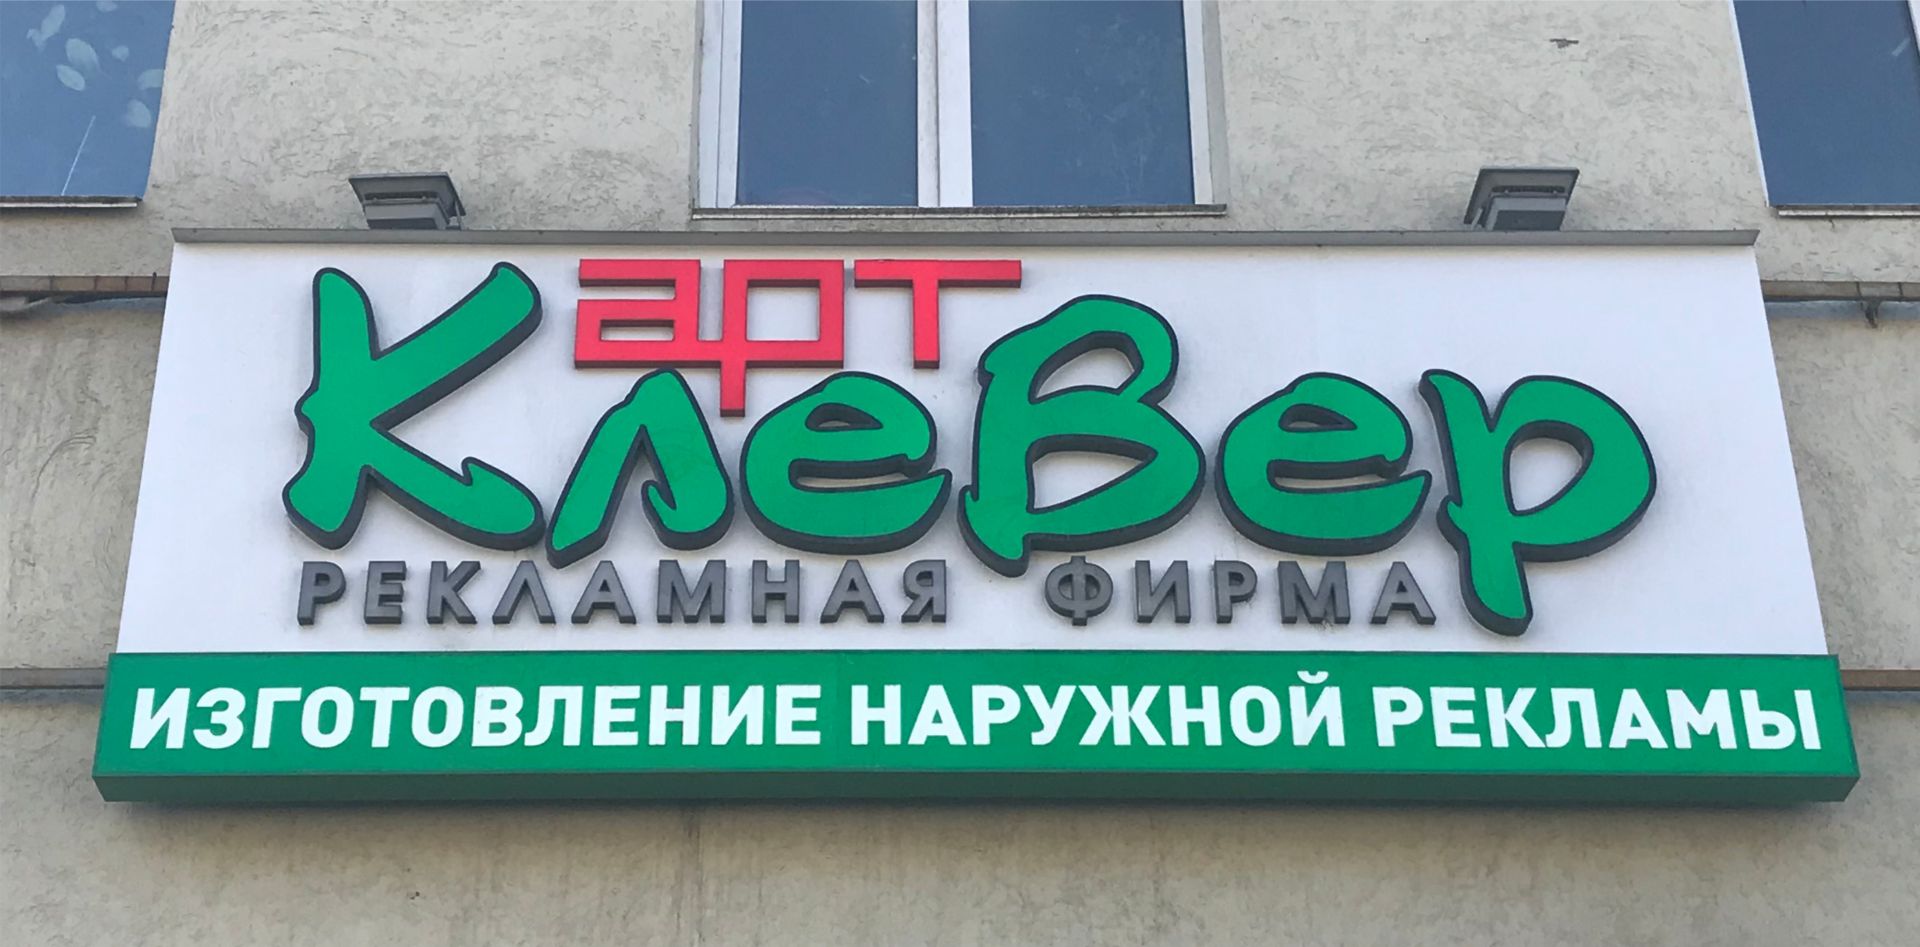 арт
КлеВер
РЕКЛАМНАЯ ФИРМА
ИЗГОТОВЛЕНИЕ НАРУЖНОЙ РЕКЛАМЫ